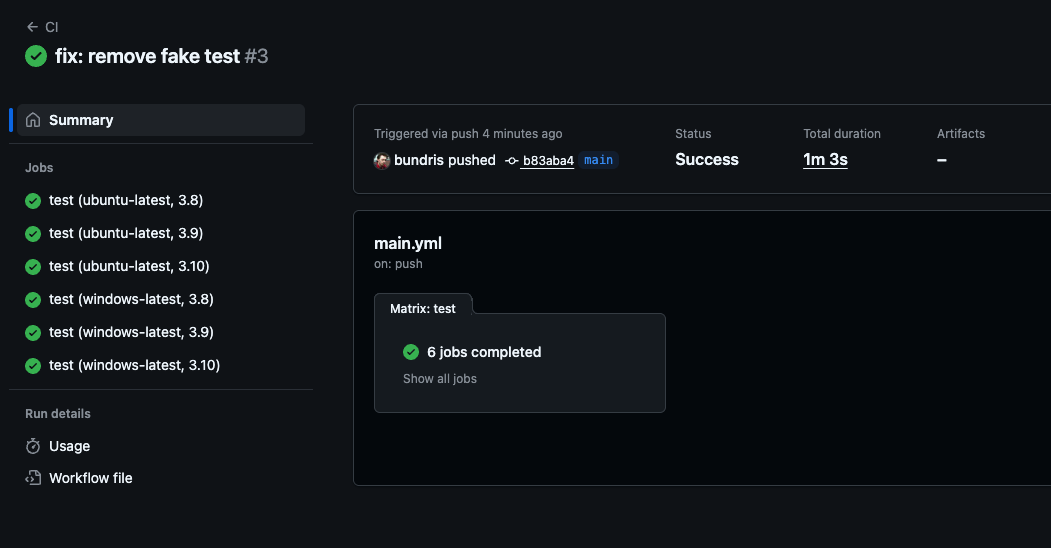 ← CI
fix: remove fake test #3
Summary
Jobs
test (ubuntu-latest, 3.8)
test (ubuntu-latest, 3.9)
test (ubuntu-latest, 3.10)
test (windows-latest, 3.8)
test (windows-latest, 3.9)
test (windows-latest, 3.10)
Run details
Usage
Workflow file
Triggered via push 4 minutes ago
bundris pushed b83aba4 main
Status
Success
Total duration
1m 3s
Artifacts
–
main.yml
on: push
Matrix: test
6 jobs completed
Show all jobs